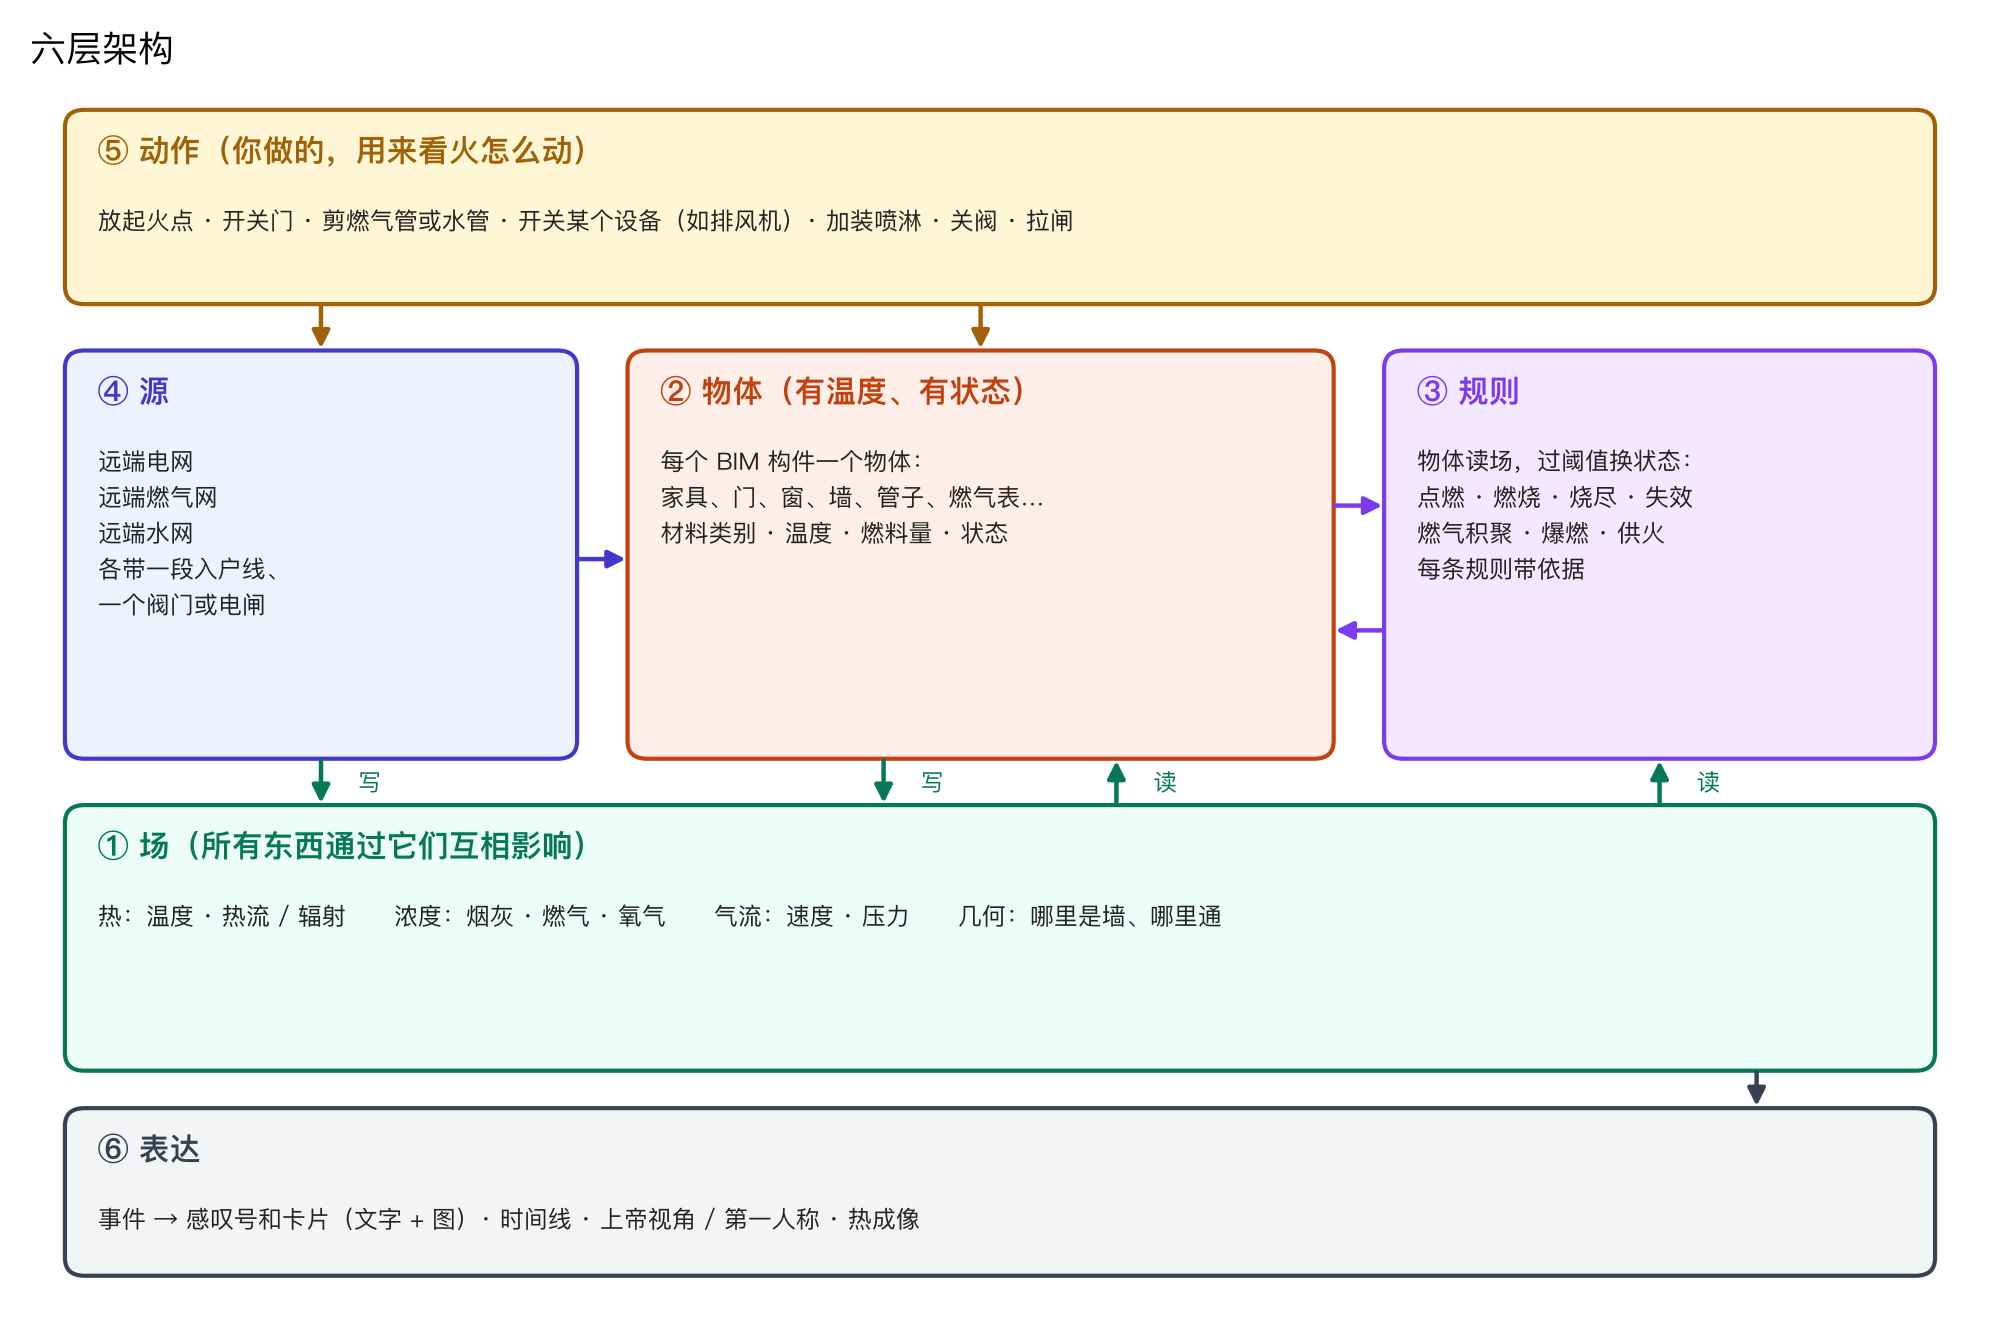 六层架构
⑤ 动作（你做的，用来看火怎么动）
放起火点 · 开关门 · 剪燃气管或水管 · 开关某个设备（如排风机）· 加装喷淋 · 关阀 · 拉闸
④ 源
远端电网
远端燃气网
远端水网
各带一段入户线、
一个阀门或电闸
② 物体（有温度、有状态）
每个 BIM 构件一个物体：
家具、门、窗、墙、管子、燃气表…
材料类别 · 温度 · 燃料量 · 状态
③ 规则
物体读场，过阈值换状态：
点燃 · 燃烧 · 烧尽 · 失效
燃气积聚 · 爆燃 · 供火
每条规则带依据
写
写
读
读
① 场（所有东西通过它们互相影响）
热：温度 · 热流 / 辐射　　浓度：烟灰 · 燃气 · 氧气　　气流：速度 · 压力　　几何：哪里是墙、哪里通
⑥ 表达
事件 → 感叹号和卡片（文字 + 图）· 时间线 · 上帝视角 / 第一人称 · 热成像